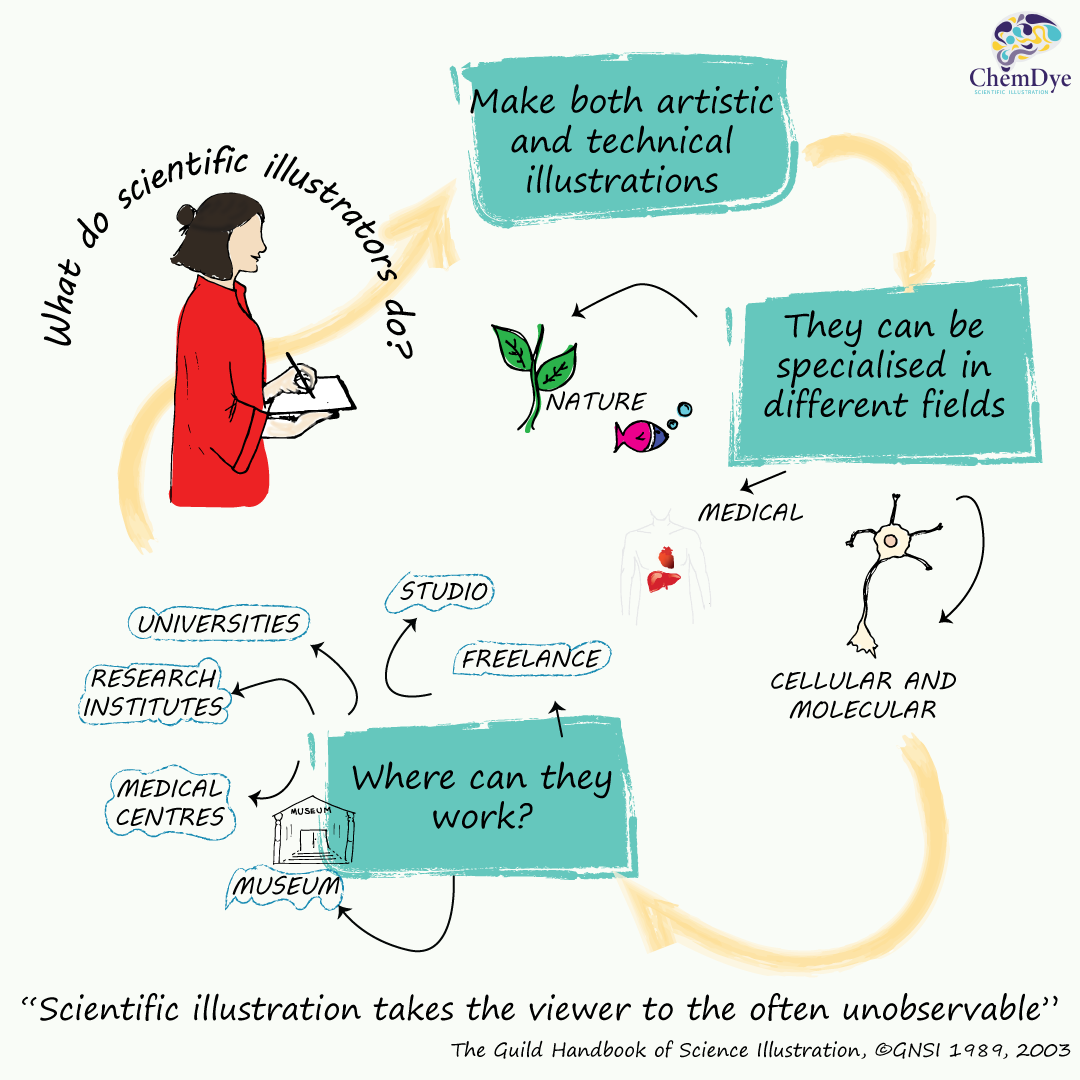 ChemDye
SCIENTIFIC ILLUSTRATION
What do scientific illustrators do?
Make both artistic
and technical
illustrations
They can be
specialised in
different fields
NATURE
MEDICAL
CELLULAR AND
MOLECULAR
Where can they
work?
FREELANCE
STUDIO
UNIVERSITIES
RESEARCH
INSTITUTES
MEDICAL
CENTRES
MUSEUM
MUSEUM
“Scientific illustration takes the viewer to the often unobservable”
The Guild Handbook of Science Illustration, ©GNSI 1989, 2003